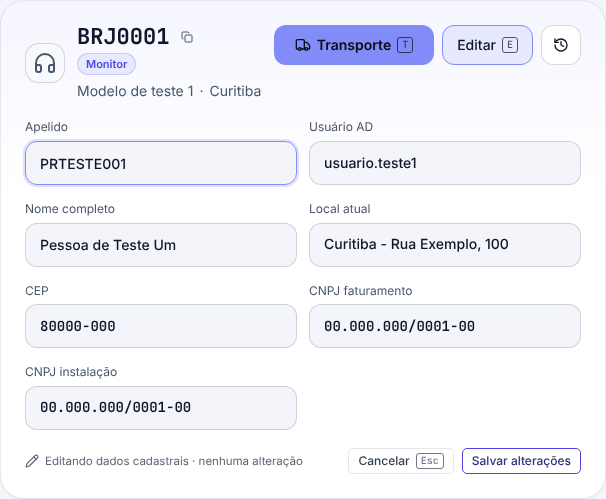 BRJ0001
Transporte T
Editar E
Monitor
Modelo de teste 1 · Curitiba
Apelido
Usuário AD
PRTESTE001
usuario.teste1
Nome completo
Local atual
Pessoa de Teste Um
Curitiba - Rua Exemplo, 100
CEP
CNPJ faturamento
80000-000
00.000.000/0001-00
CNPJ instalação
00.000.000/0001-00
Editando dados cadastrais · nenhuma alteração
Cancelar Esc
Salvar alterações